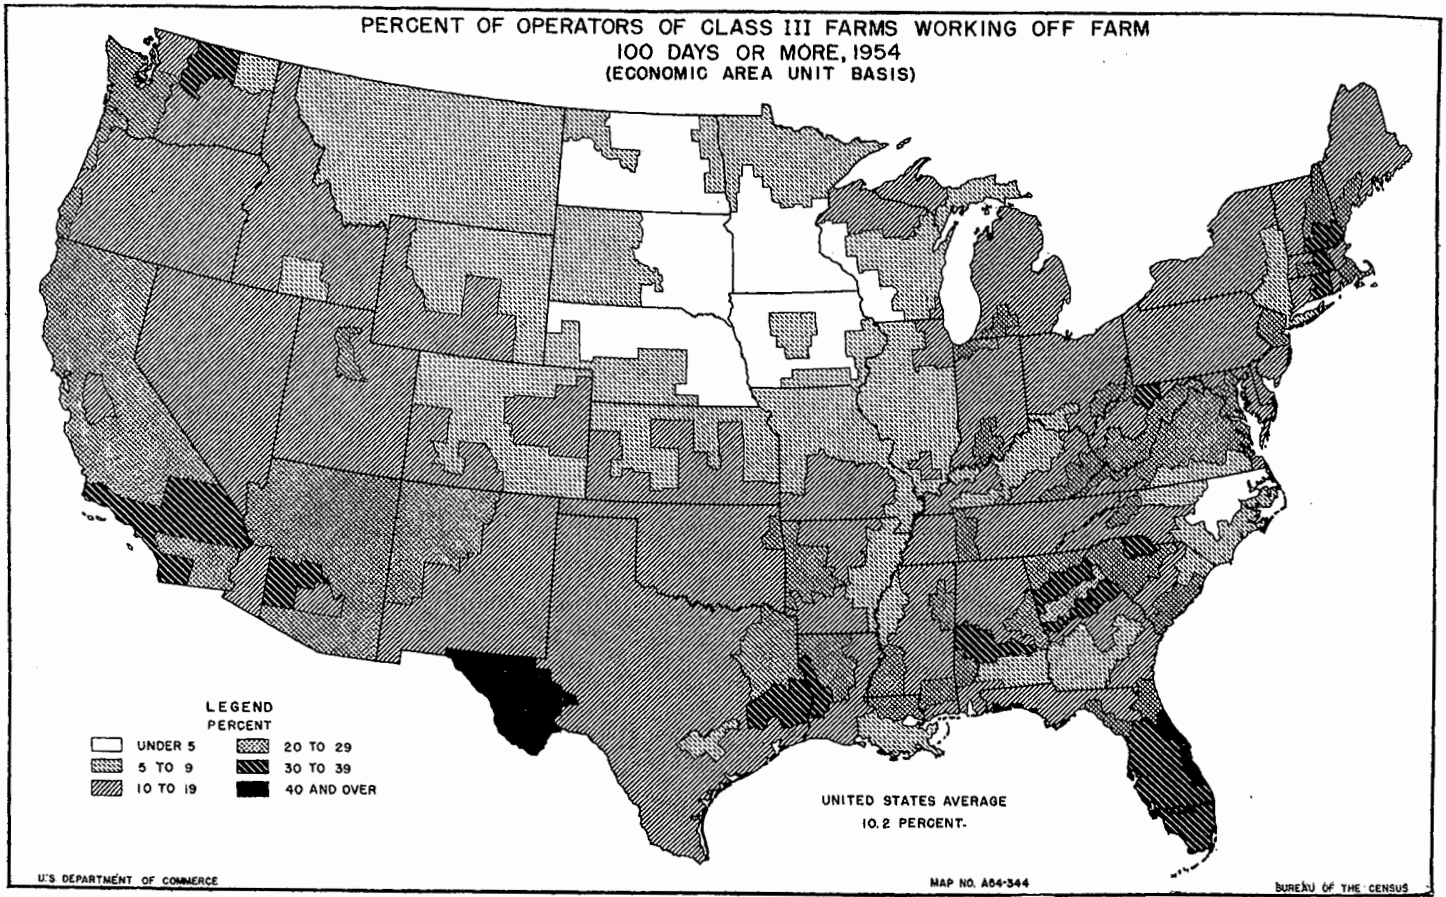 PERCENT OF OPERATORS OF CLASS III FARMS WORKING OFF FARM
100 DAYS OR MORE, 1954
(ECONOMIC AREA UNIT BASIS)
LEGEND
PERCENT
UNDER 5
5 TO 9
10 TO 19
20 TO 29
30 TO 39
40 AND OVER
UNITED STATES AVERAGE
10.2 PERCENT.
U.S DEPARTMENT OF COMMERCE
MAP NO. A54-344
BUREAU OF THE CENSUS